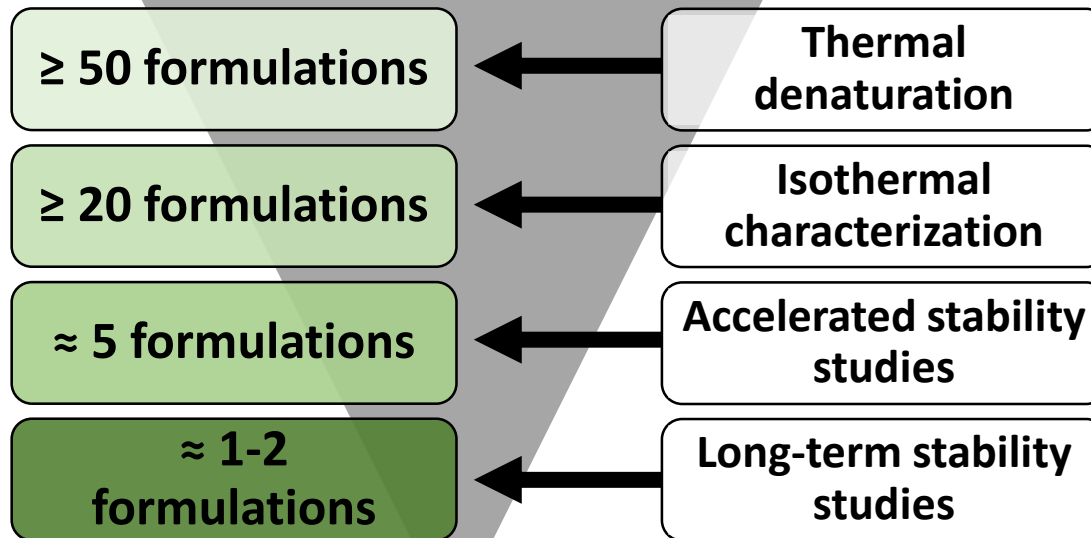 ≥ 50 formulations
Thermal
denaturation
≥ 20 formulations
Isothermal
characterization
≈ 5 formulations
Accelerated stability
studies
≈ 1-2
formulations
Long-term stability
studies